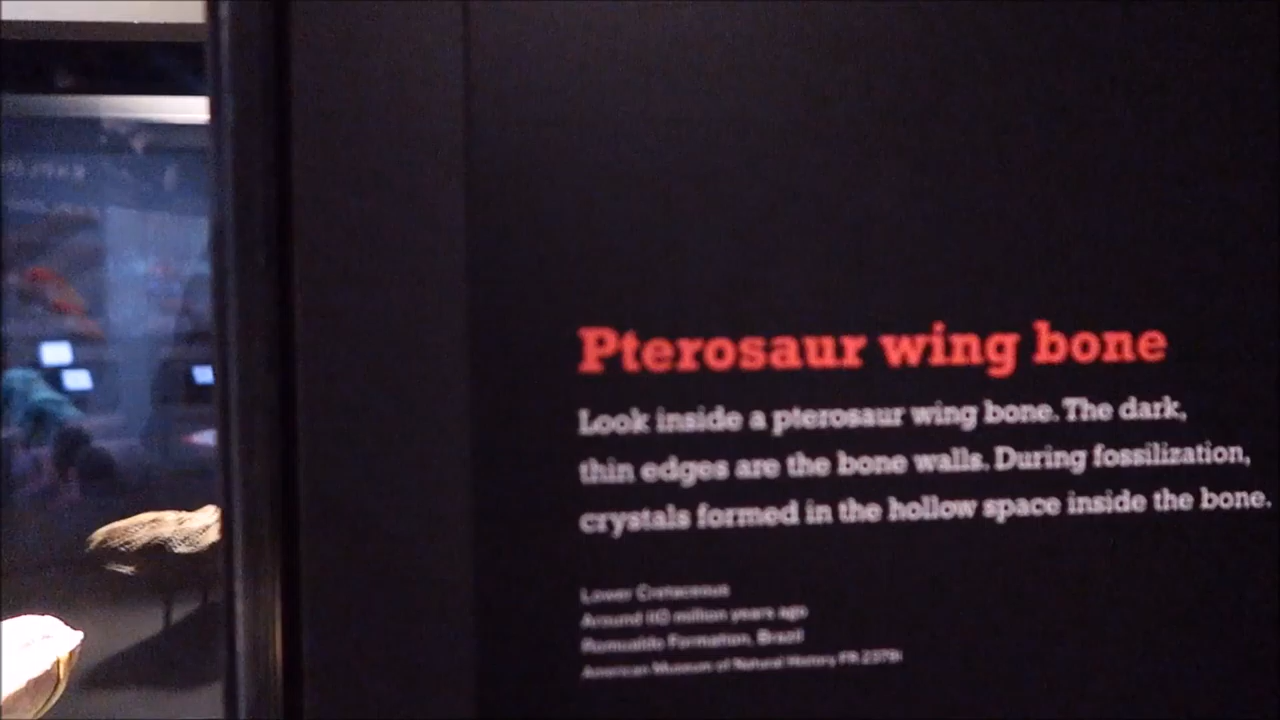 Pterosaur wing bone
Look inside a pterosaur wing bone. The dark,
thin edges are the bone walls. During fossilization,
crystals formed in the hollow space inside the bone.
Lower Cretaceous
Around 110 million years ago
Romualdo Formation, Brazil
American Museum of Natural History FR